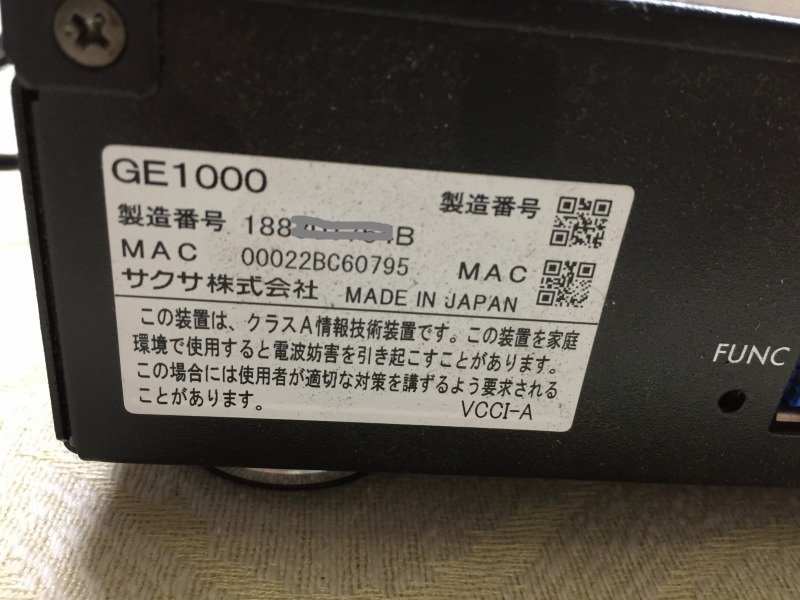 GE1000
製造番号
製造番号 188 B
MAC 00022BC60795 MAC
サクサ株式会社 MADE IN JAPAN
この装置は、クラスA情報技術装置です。この装置を家庭
環境で使用すると電波妨害を引き起こすことがあります。
この場合には使用者が適切な対策を講ずるよう要求される
ことがあります。 VCCI-A
FUNC